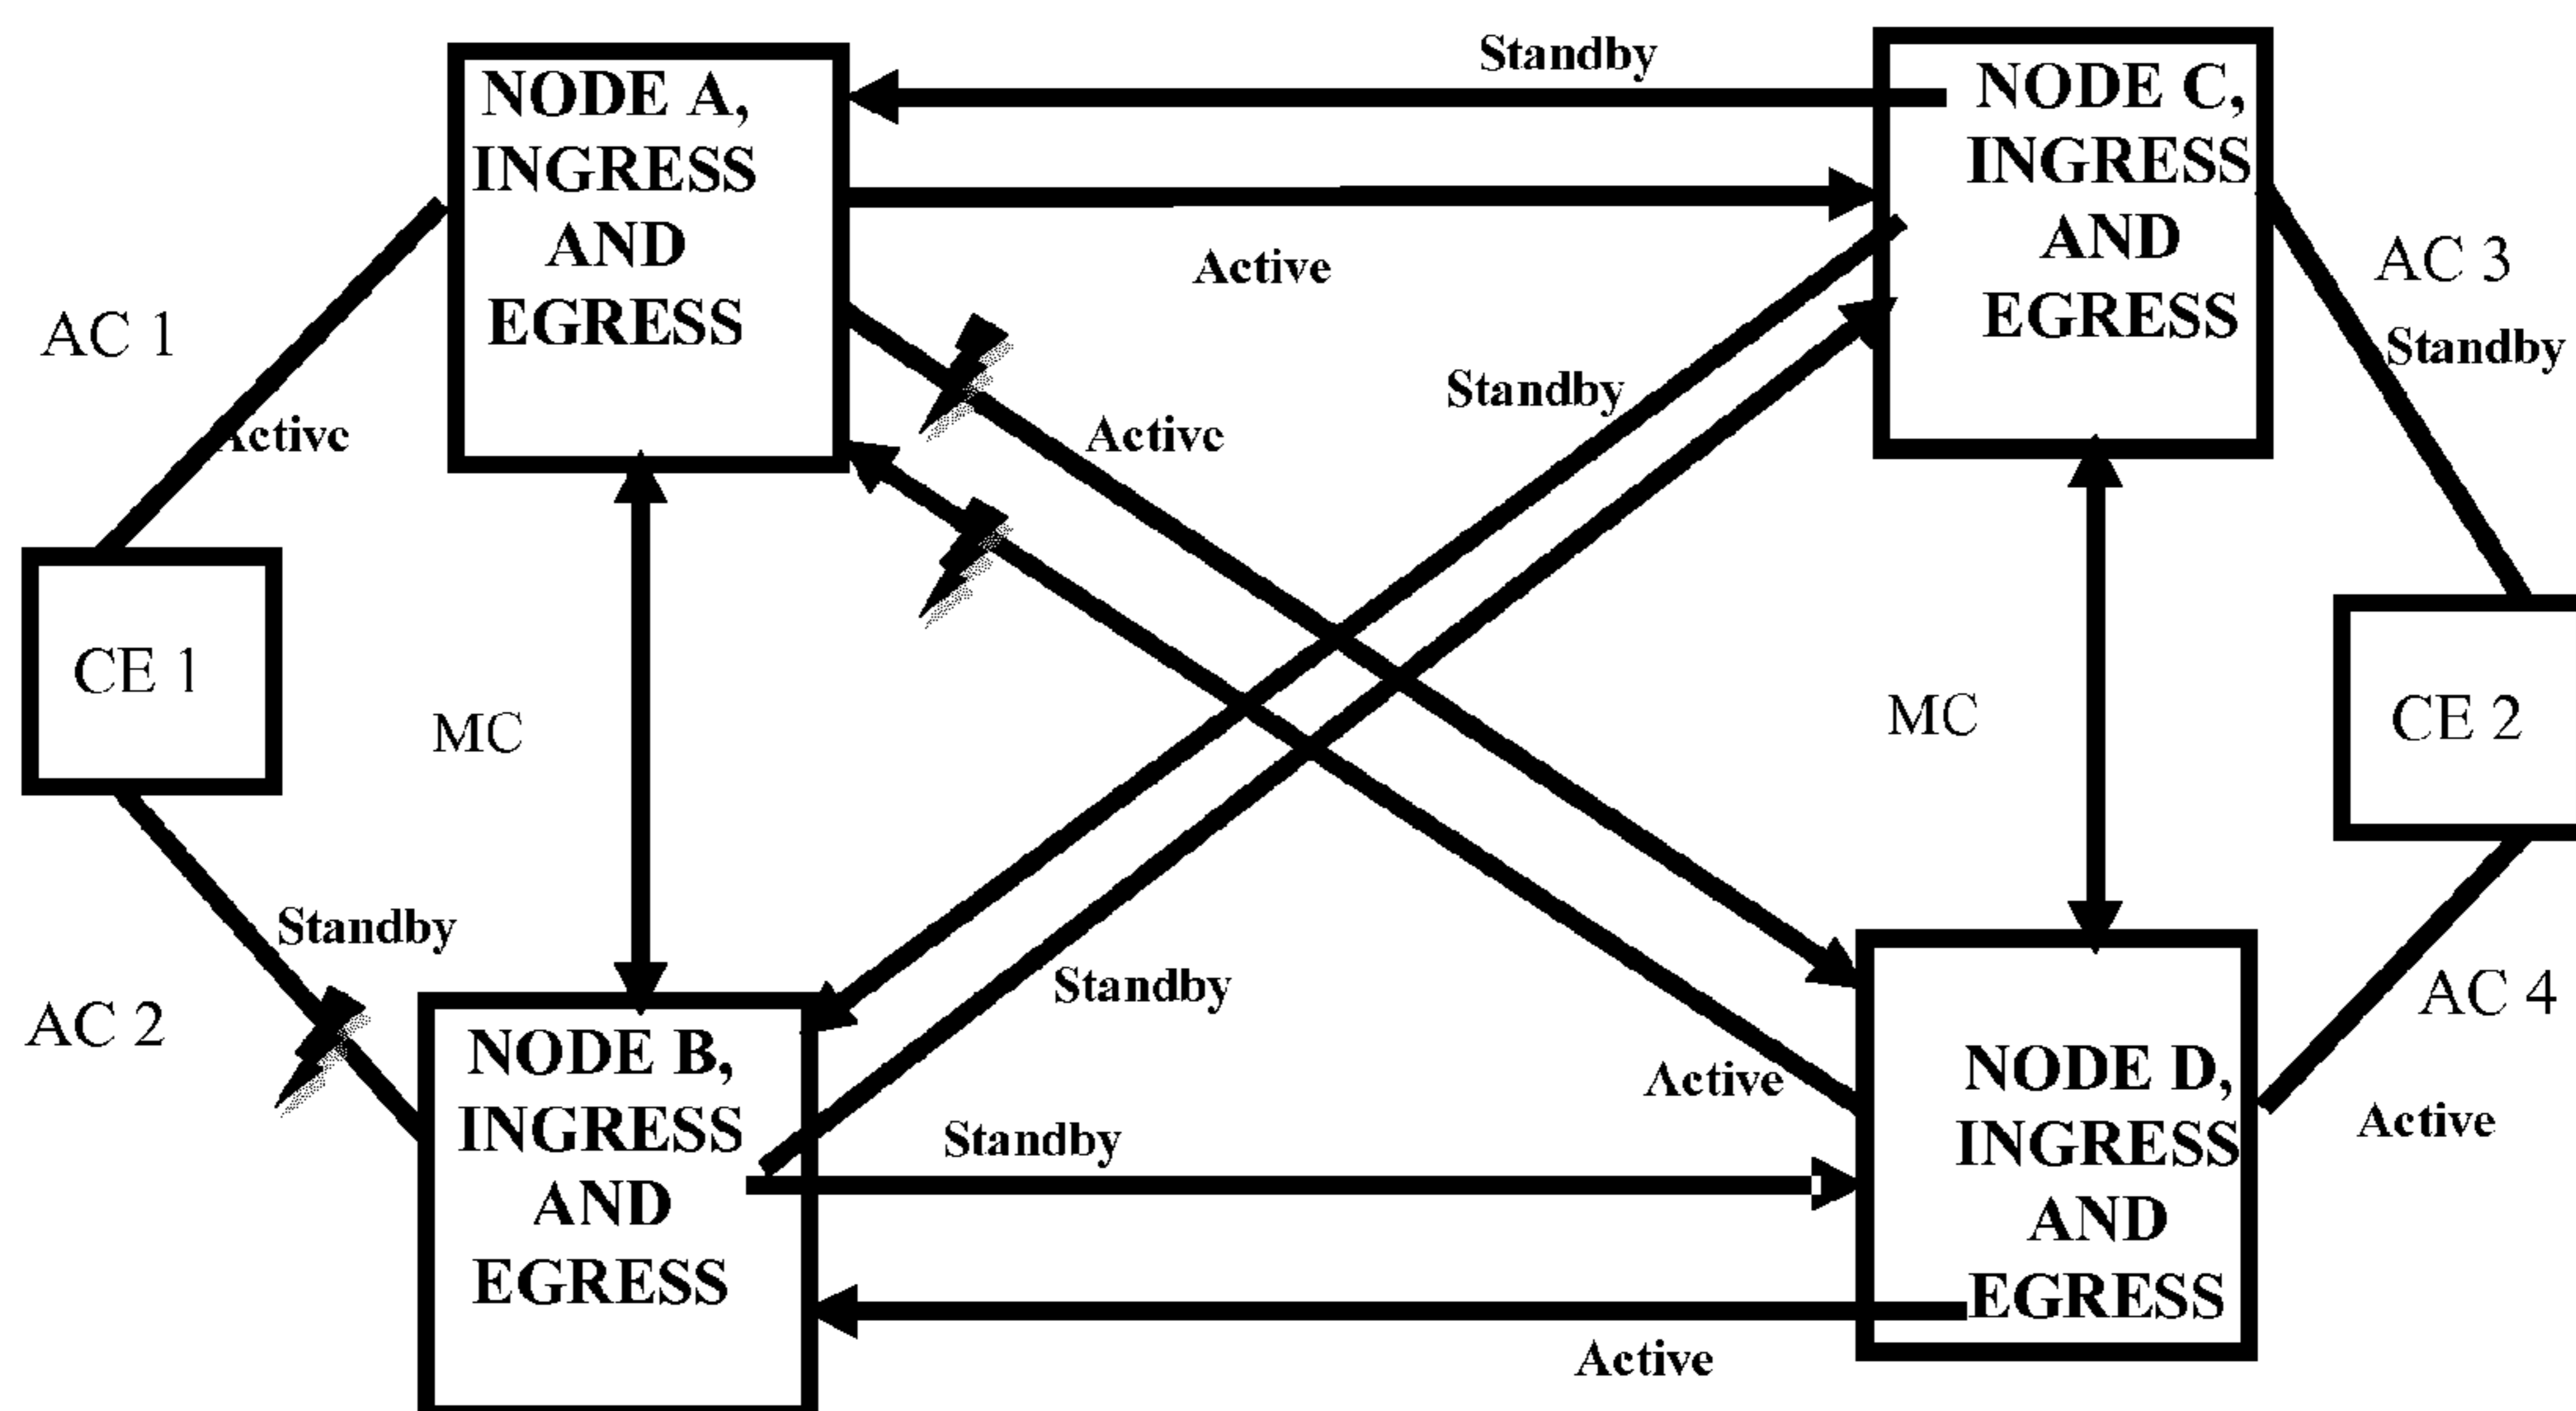 Standby
NODE A,
INGRESS
AND
EGRESS
NODE C,
INGRESS
AND
EGRESS
Active
AC 1
Active
AC 3
Standby
Standby
Active
CE 1
MC
MC
CE 2
Standby
AC 2
Standby
AC 4
NODE B,
INGRESS
AND
EGRESS
Standby
Active
NODE D,
INGRESS
AND
EGRESS
Active
Active